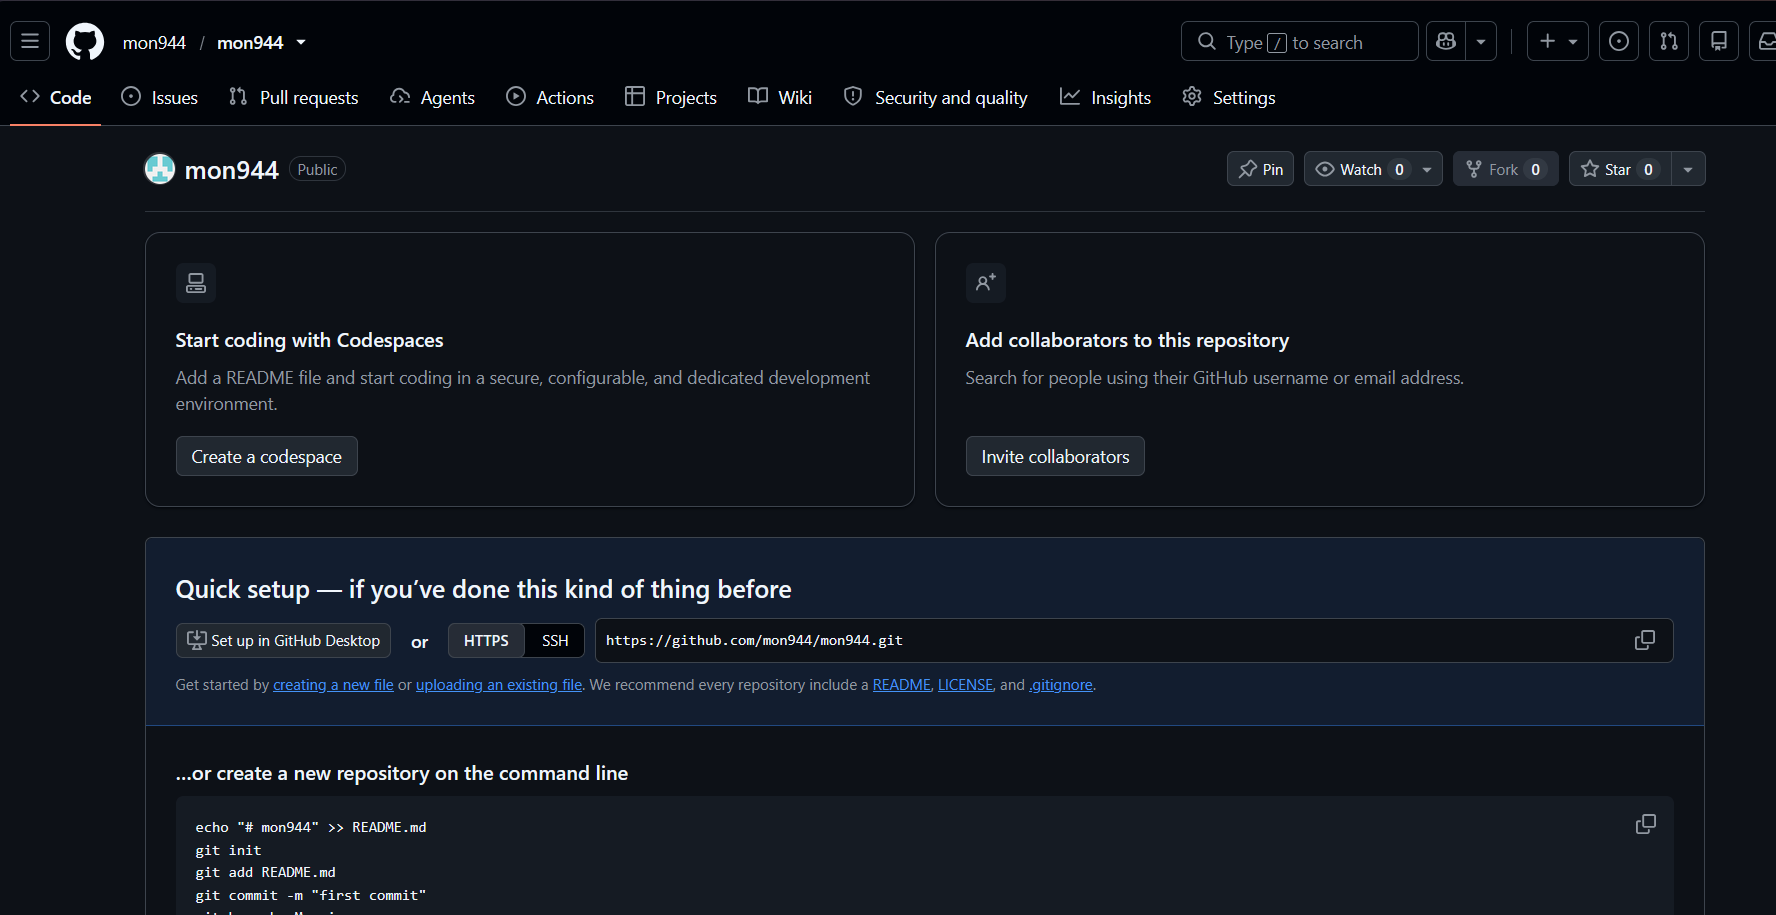 mon944 / mon944
Type / to search
Code Issues Pull requests Agents Actions Projects Wiki Security and quality Insights Settings
mon944 Public
Pin Watch 0 Fork 0 Star 0
Start coding with Codespaces
Add a README file and start coding in a secure, configurable, and dedicated development
environment.
Create a codespace
Add collaborators to this repository
Search for people using their GitHub username or email address.
Invite collaborators
Quick setup — if you’ve done this kind of thing before
Set up in GitHub Desktop or HTTPS SSH https://github.com/mon944/mon944.git
Get started by creating a new file or uploading an existing file. We recommend every repository include a README, LICENSE, and .gitignore.
…or create a new repository on the command line
echo "# mon944" >> README.md
git init
git add README.md
git commit -m "first commit"